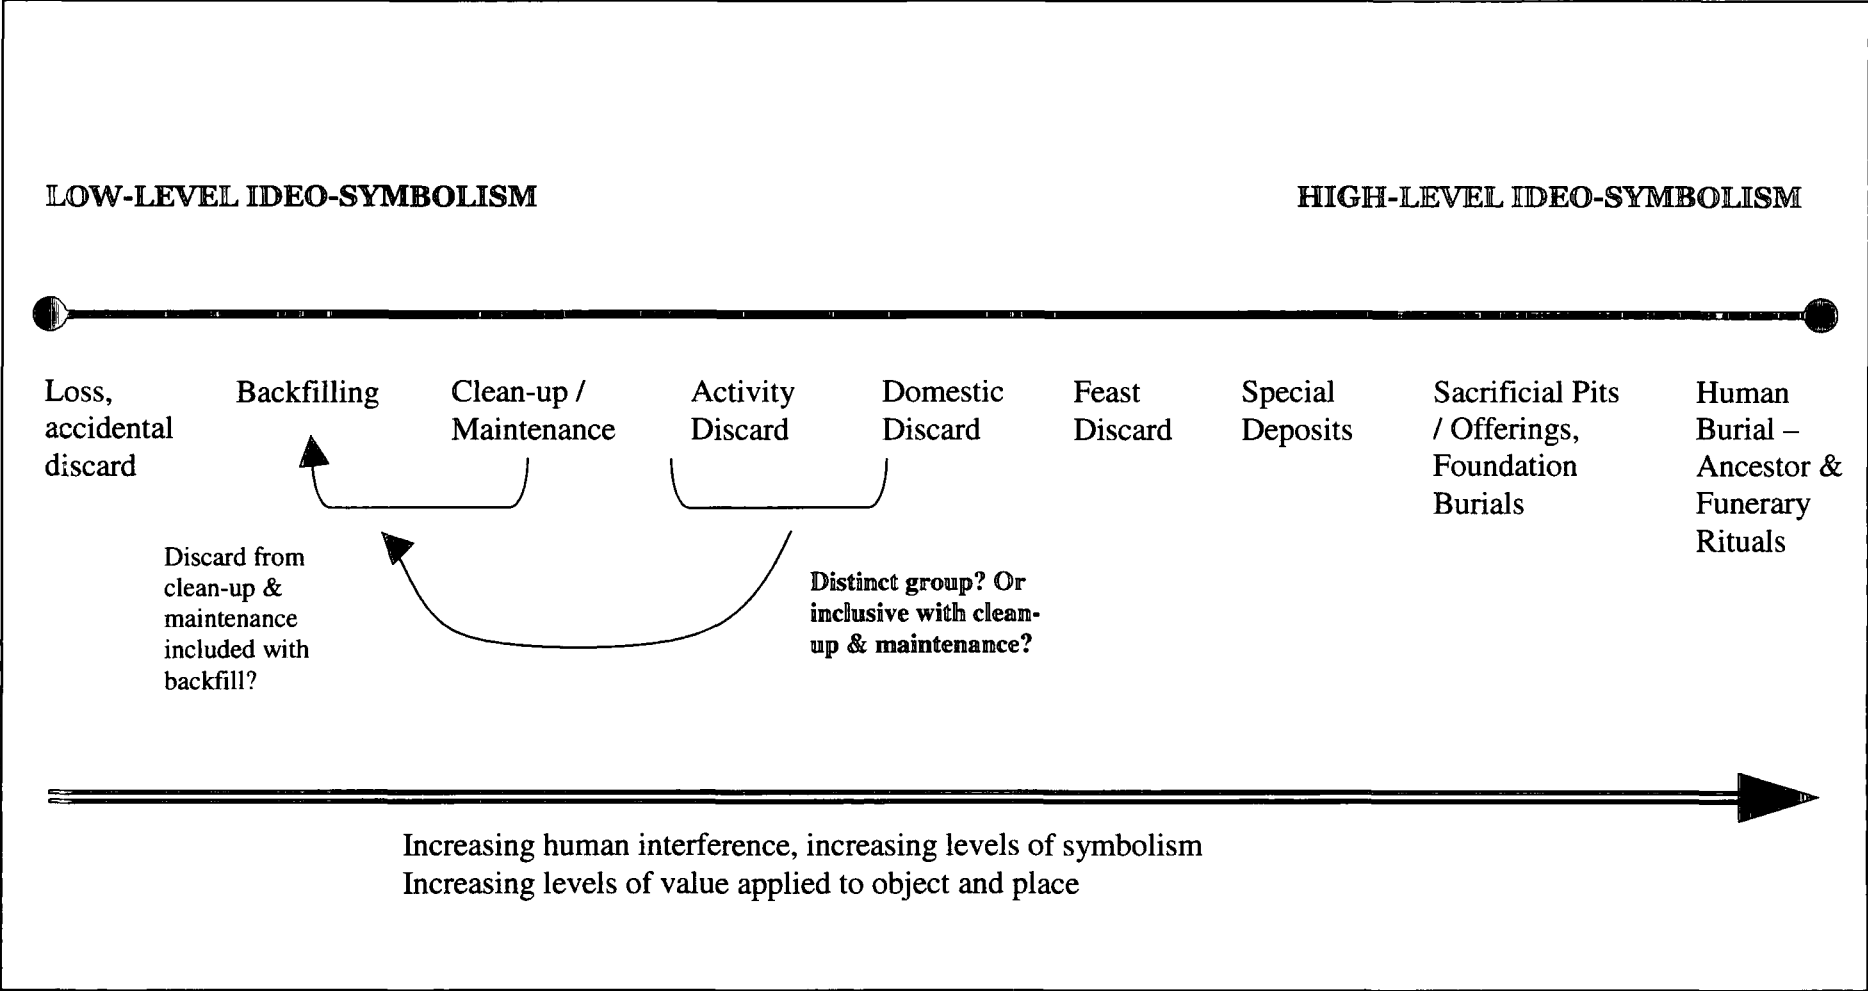 LOW-LEVEL IDEO-SYMBOLISM
HIGH-LEVEL IDEO-SYMBOLISM
Loss,
accidental
discard
Backfilling
Clean-up /
Maintenance
Activity
Discard
Domestic
Discard
Feast
Discard
Special
Deposits
Sacrificial Pits
/ Offerings,
Foundation
Burials
Human
Burial –
Ancestor &
Funerary
Rituals
Discard from
clean-up &
maintenance
included with
backfill?
Distinct group? Or
inclusive with clean-
up & maintenance?
Increasing human interference, increasing levels of symbolism
Increasing levels of value applied to object and place